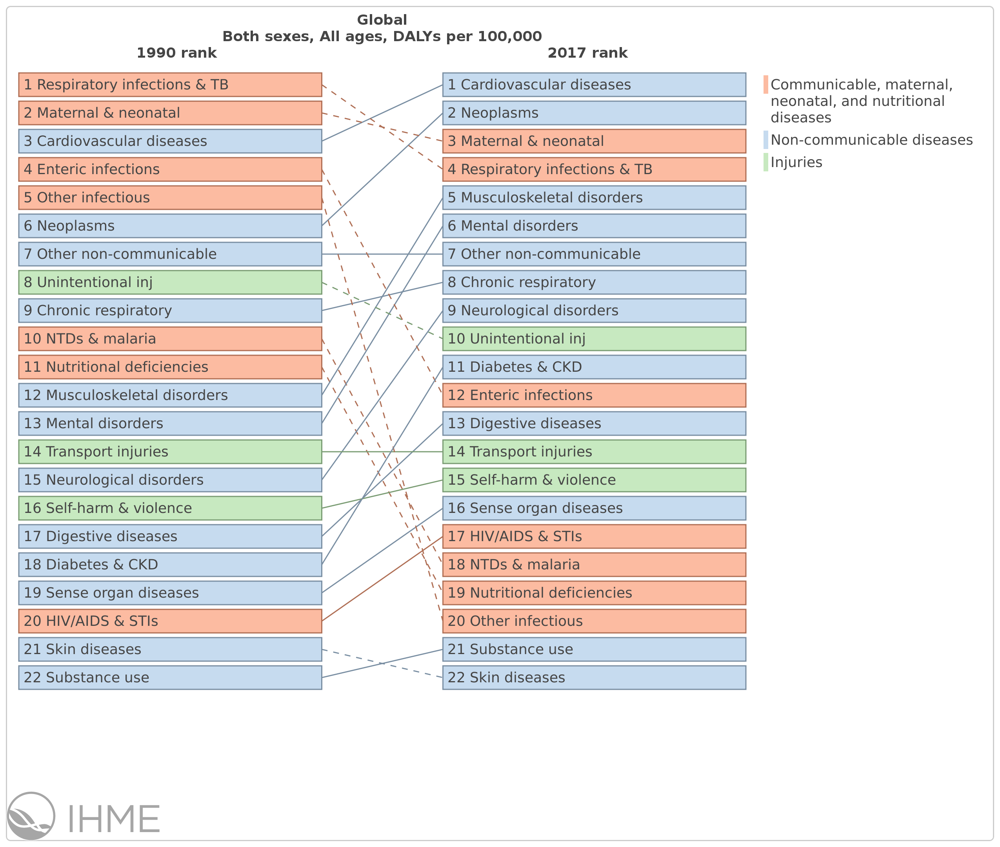 Global
Both sexes, All ages, DALYs per 100,000
1990 rank
2017 rank
1 Respiratory infections & TB
2 Maternal & neonatal
3 Cardiovascular diseases
4 Enteric infections
5 Other infectious
6 Neoplasms
7 Other non-communicable
8 Unintentional inj
9 Chronic respiratory
10 NTDs & malaria
11 Nutritional deficiencies
12 Musculoskeletal disorders
13 Mental disorders
14 Transport injuries
15 Neurological disorders
16 Self-harm & violence
17 Digestive diseases
18 Diabetes & CKD
19 Sense organ diseases
20 HIV/AIDS & STIs
21 Skin diseases
22 Substance use
1 Cardiovascular diseases
2 Neoplasms
3 Maternal & neonatal
4 Respiratory infections & TB
5 Musculoskeletal disorders
6 Mental disorders
7 Other non-communicable
8 Chronic respiratory
9 Neurological disorders
10 Unintentional inj
11 Diabetes & CKD
12 Enteric infections
13 Digestive diseases
14 Transport injuries
15 Self-harm & violence
16 Sense organ diseases
17 HIV/AIDS & STIs
18 NTDs & malaria
19 Nutritional deficiencies
20 Other infectious
21 Substance use
22 Skin diseases
Communicable, maternal,
neonatal, and nutritional
diseases
Non-communicable diseases
Injuries
IHME